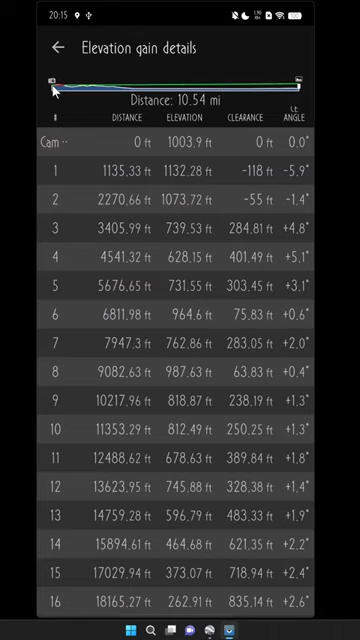 20:15
Elevation gain details
Distance: 10.54 mi
# DISTANCE ELEVATION CLEARANCE ANGLE
Cam ·· 0 ft 1003.9 ft 0 ft 0.0°
1 1135.33 ft 1132.28 ft -118 ft -5.9°
2 2270.66 ft 1073.72 ft -55 ft -1.4°
3 3405.99 ft 739.53 ft 284.81 ft +4.8°
4 4541.32 ft 628.15 ft 401.49 ft +5.1°
5 5676.65 ft 731.55 ft 303.45 ft +3.1°
6 6811.98 ft 964.6 ft 75.83 ft +0.6°
7 7947.3 ft 762.86 ft 283.05 ft +2.0°
8 9082.63 ft 987.63 ft 63.83 ft +0.4°
9 10217.96 ft 818.87 ft 238.19 ft +1.3°
10 11353.29 ft 812.49 ft 250.25 ft +1.3°
11 12488.62 ft 678.63 ft 389.84 ft +1.8°
12 13623.95 ft 745.88 ft 328.38 ft +1.4°
13 14759.28 ft 596.79 ft 483.33 ft +1.9°
14 15894.61 ft 464.68 ft 621.35 ft +2.2°
15 17029.94 ft 373.07 ft 718.94 ft +2.4°
16 18165.27 ft 262.91 ft 835.14 ft +2.6°